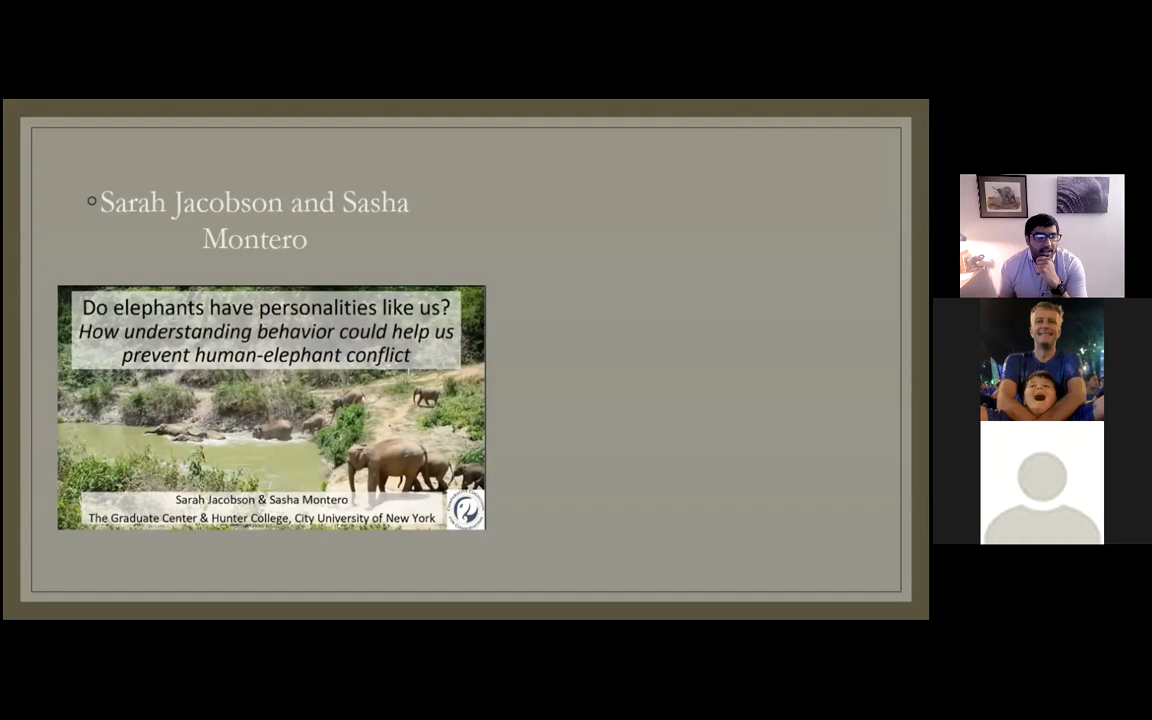 Sarah Jacobson and Sasha
Montero
Do elephants have personalities like us?
How understanding behavior could help us
prevent human-elephant conflict
Sarah Jacobson & Sasha Montero
The Graduate Center & Hunter College, City University of New York